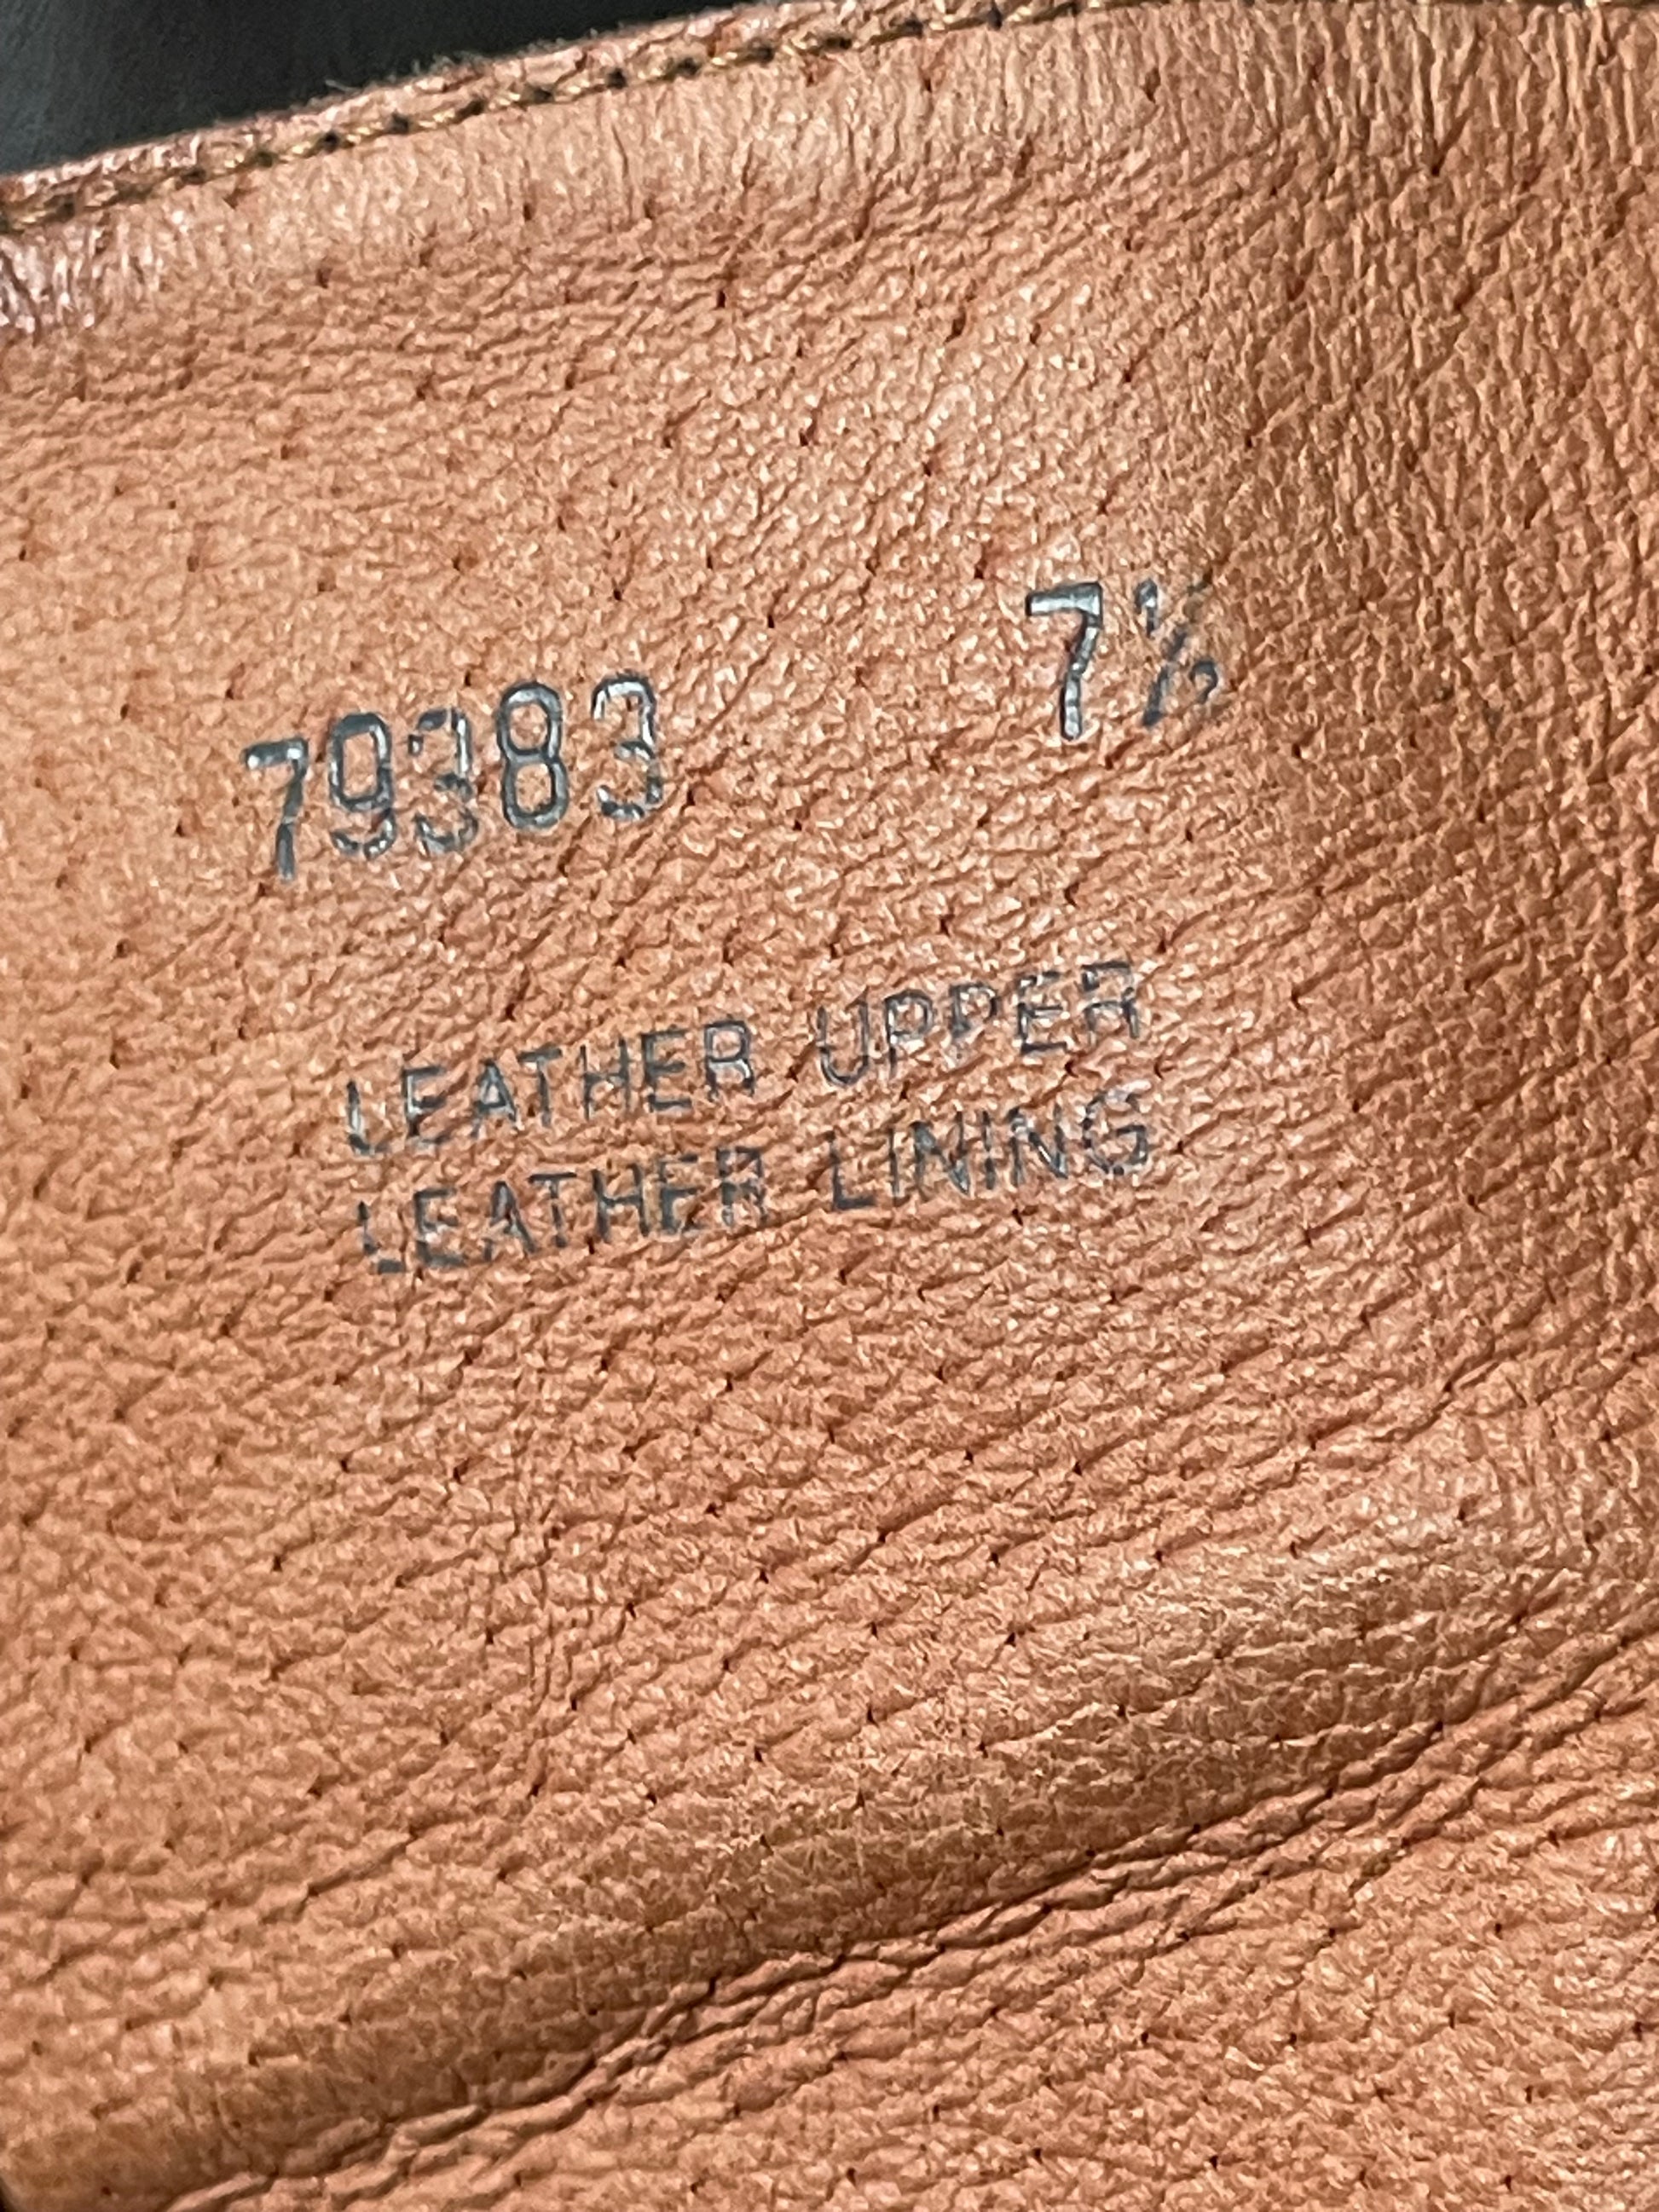 79383 7½
LEATHER UPPER
LEATHER LINING